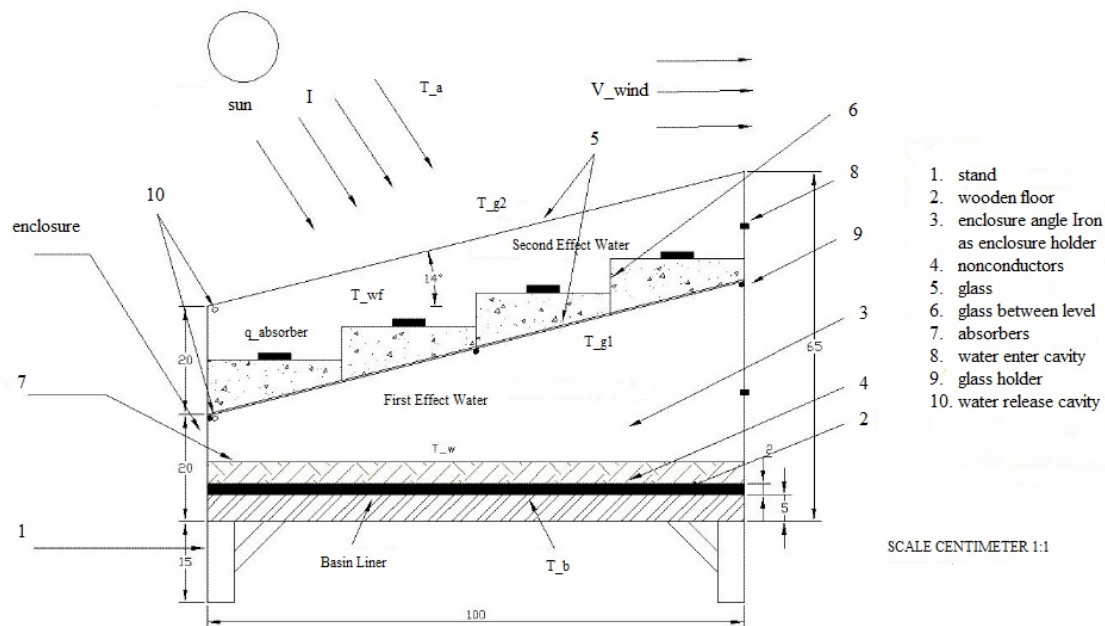 sun
I
T_a
V_wind
6
5
8
10
T_g2
enclosure
Second Effect Water
9
14°
T_wf
q_absorber
3
T_g1
20
65
7
First Effect Water
4
2
T_w
20
2
5
1
15
Basin Liner
T_b
100
1. stand
2. wooden floor
3. enclosure angle Iron
as enclosure holder
4. nonconductors
5. glass
6. glass between level
7. absorbers
8. water enter cavity
9. glass holder
10. water release cavity
SCALE CENTIMETER 1:1